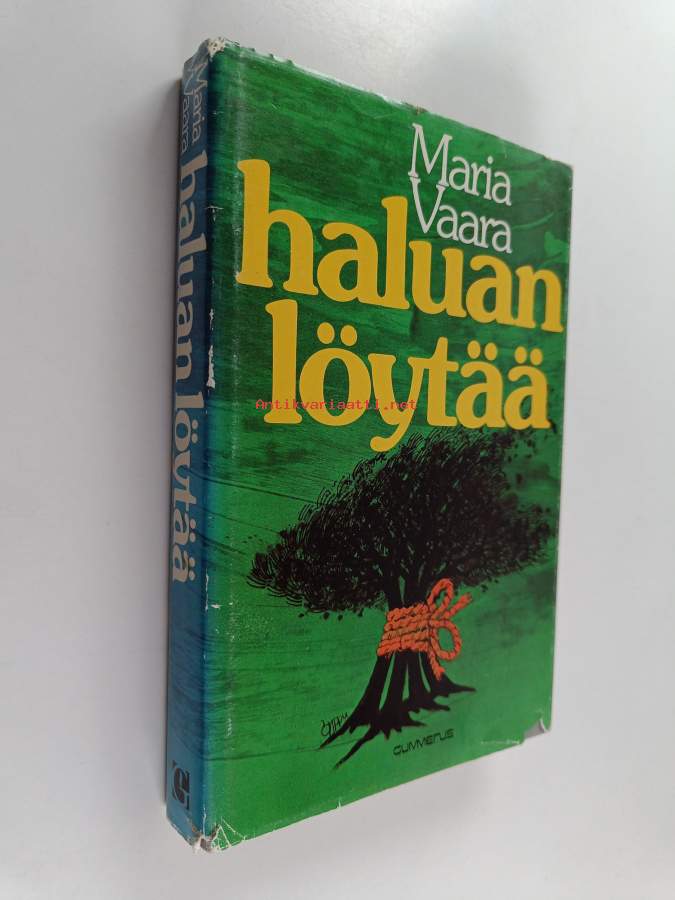 Maria
Vaara
haluan
löytää
Antikvariaatti.net
GUMMERUS
Maria
Vaara
haluan löytää